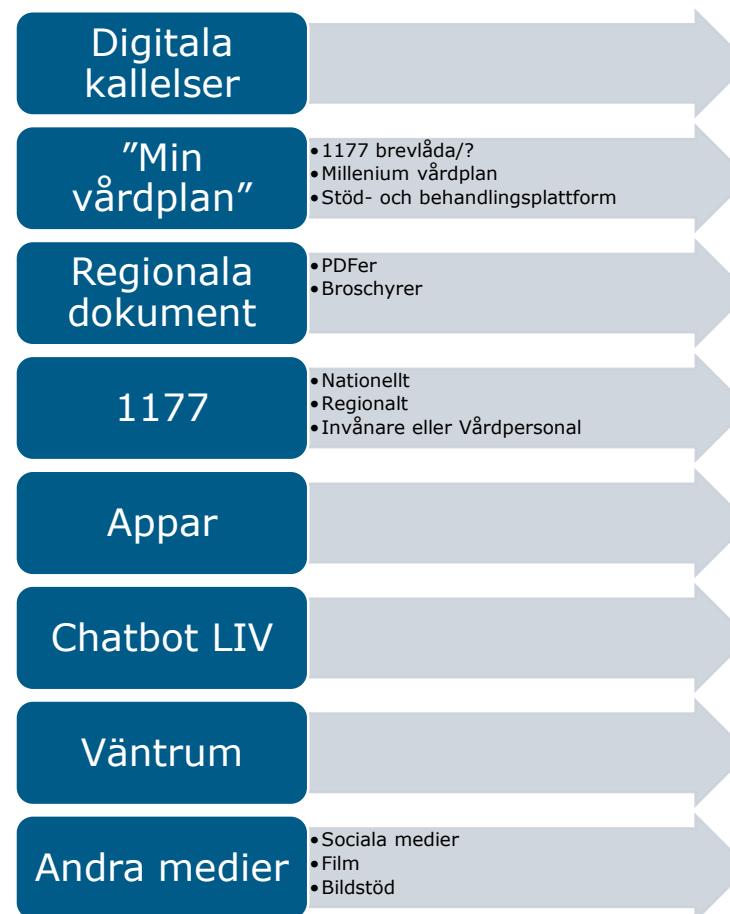 Digitala
kallelser
”Min
vårdplan”
•1177 brevlåda/?
•Millenium vårdplan
•Stöd- och behandlingsplattform
Regionala
dokument
•PDFer
•Broschyrer
1177
•Nationellt
•Regionalt
•Invånare eller Vårdpersonal
Appar
Chatbot LIV
Väntrum
Andra medier
•Sociala medier
•Film
•Bildstöd